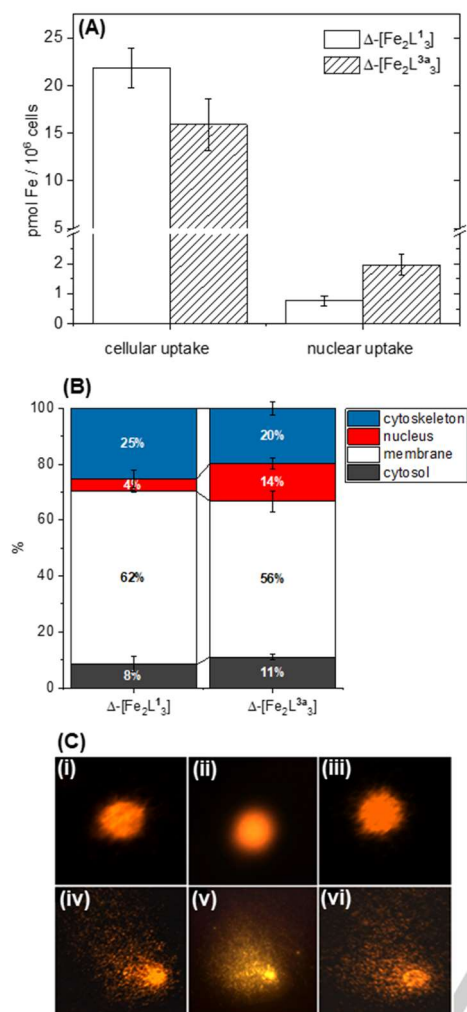 (A)
Δ-[Fe₂L¹₃]
Δ-[Fe₂L³ᵃ₃]
pmol Fe / 10⁶ cells
25
20
15
10
5
2
1
0
cellular uptake
nuclear uptake
(B)
100
80
60
40
20
0
%
25%
20%
4%
14%
62%
56%
8%
11%
cytoskeleton
nucleus
membrane
cytosol
Δ-[Fe₂L¹₃]
Δ-[Fe₂L³ᵃ₃]
(C)
(i)
(ii)
(iii)
(iv)
(v)
(vi)